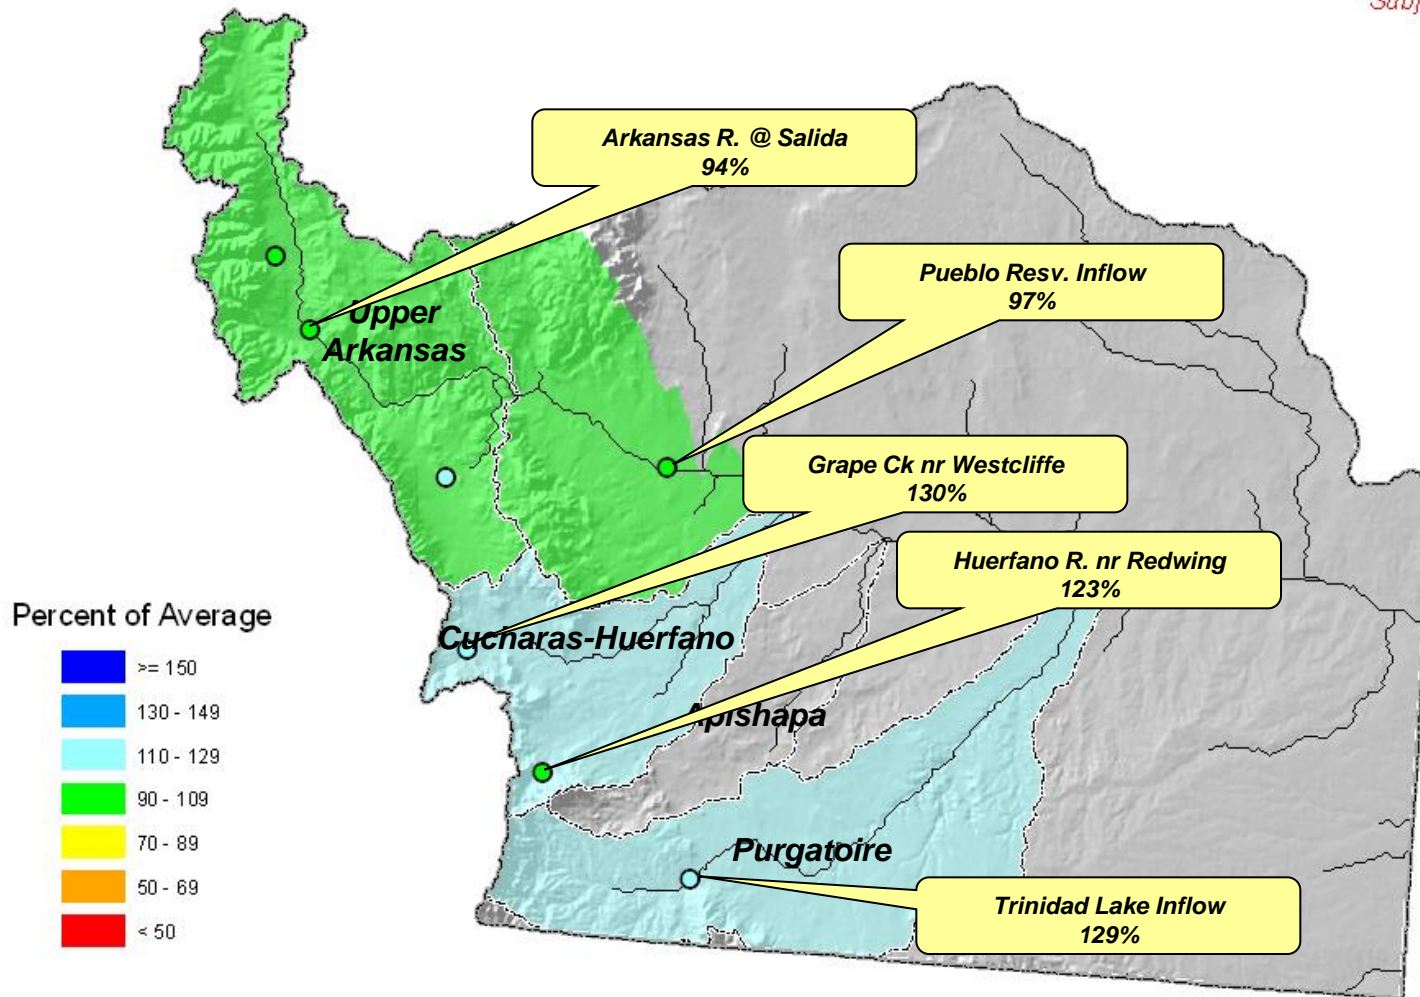 Arkansas R. @ Salida
94%
Pueblo Resv. Inflow
97%
Upper
Arkansas
Grape Ck nr Westcliffe
130%
Huerfano R. nr Redwing
123%
Percent of Average
>= 150
130 - 149
110 - 129
90 - 109
70 - 89
50 - 69
< 50
Cucharas-Huerfano
Apishapa
Purgatoire
Trinidad Lake Inflow
129%